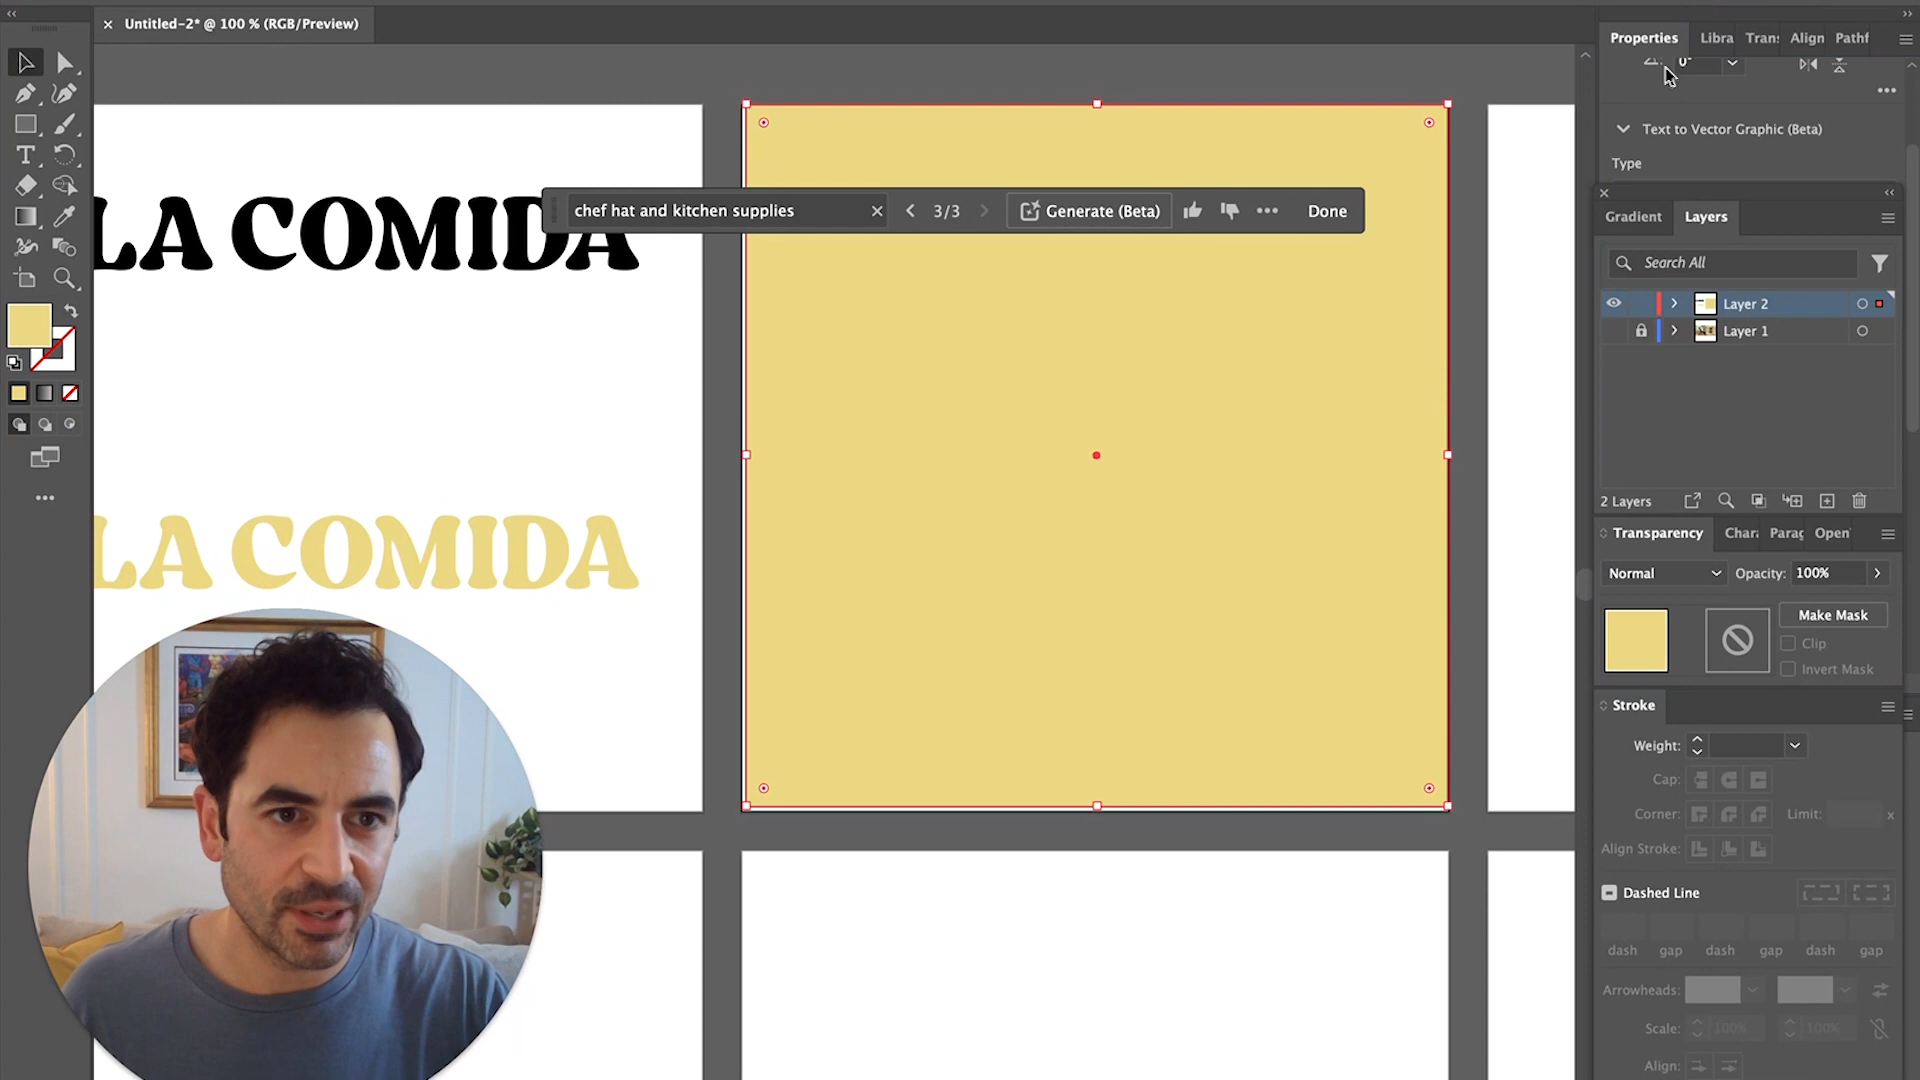 Untitled-2* @ 100 % (RGB/Preview)
Properties
Libra
Trans
Align
Pathf
0°
Text to Vector Graphic (Beta)
Type
LA COMIDA
chef hat and kitchen supplies
3/3
Generate (Beta)
Done
Gradient
Layers
Search All
Layer 2
Layer 1
2 Layers
LA COMIDA
Transparency
Chara
Parag
Open
Normal
Opacity:
100%
Make Mask
Clip
Invert Mask
Stroke
Weight:
Cap:
Corner:
Limit:
x
Align Stroke:
Dashed Line
dash
gap
dash
gap
dash
gap
Arrowheads:
Scale:
100%
100%
Align: